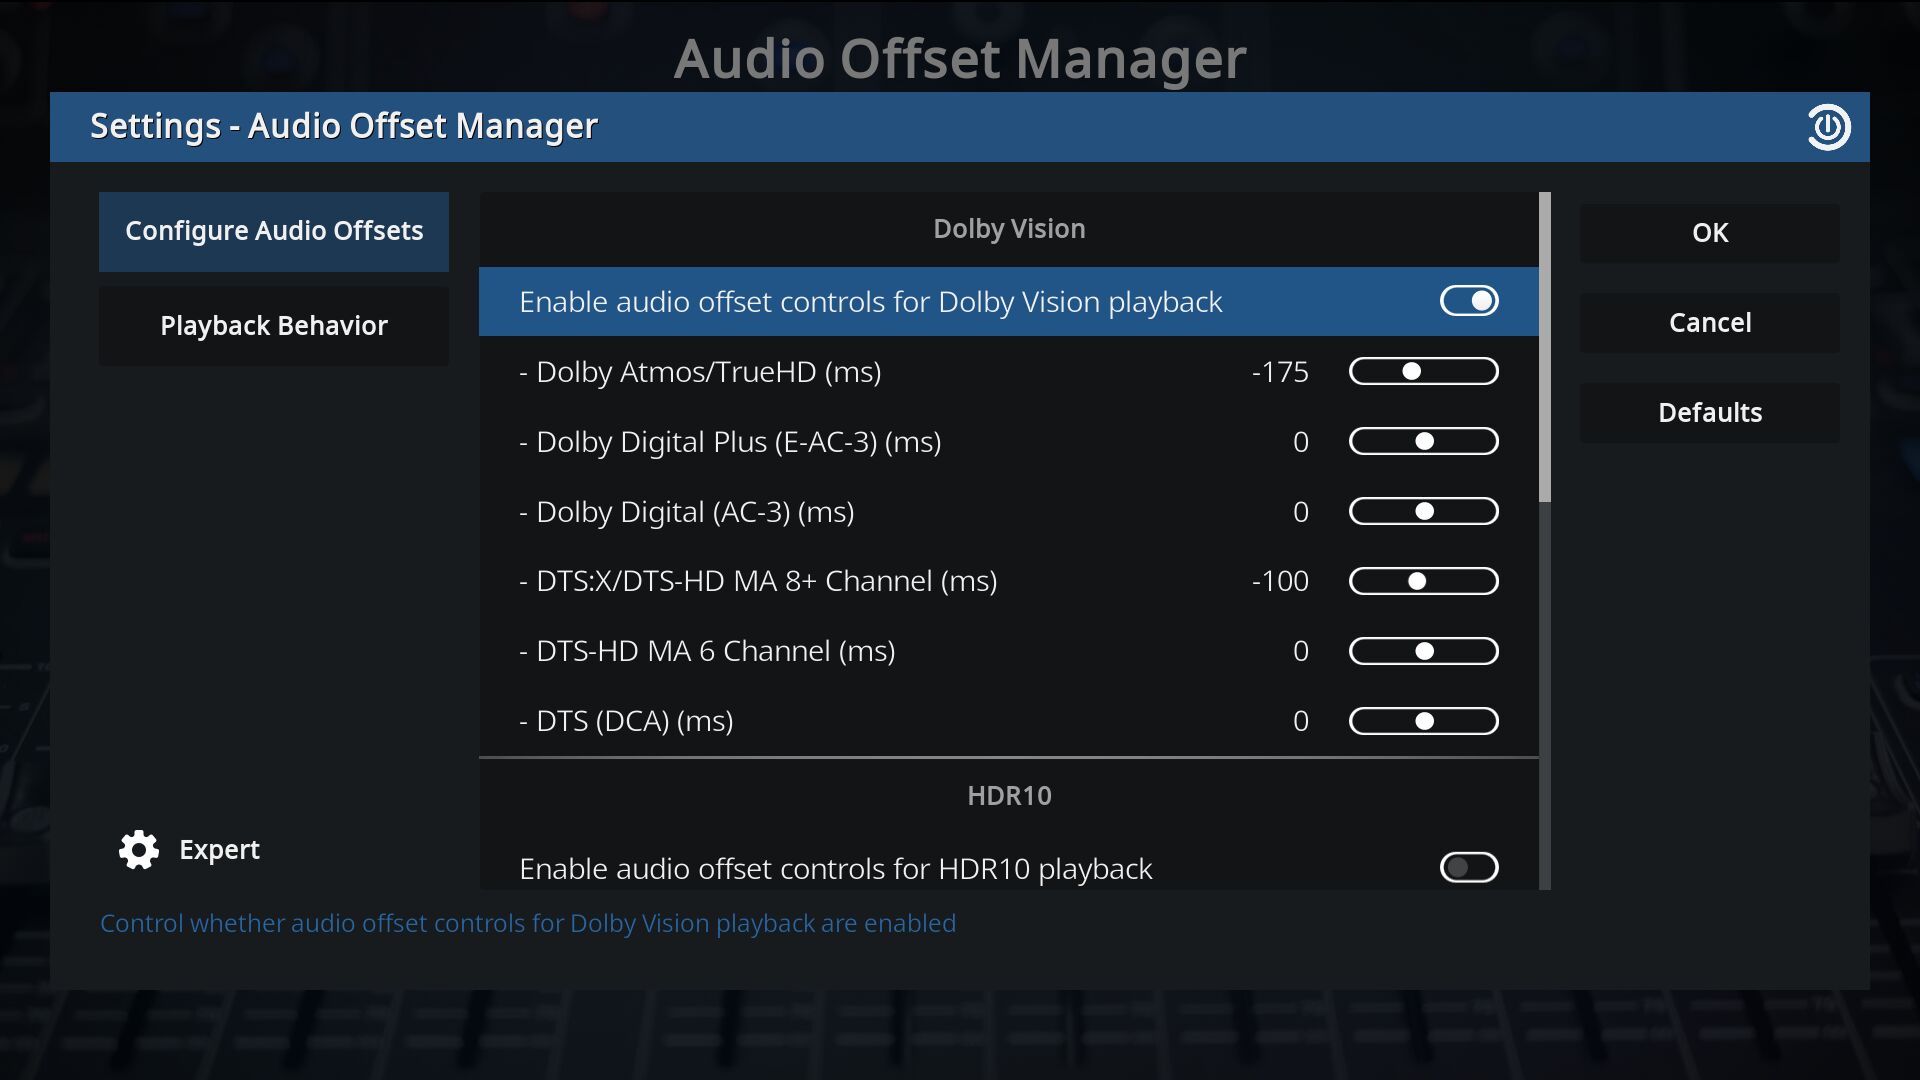 Audio Offset Manager
Settings - Audio Offset Manager
Configure Audio Offsets
Playback Behavior
Dolby Vision
Enable audio offset controls for Dolby Vision playback
- Dolby Atmos/TrueHD (ms) -175
- Dolby Digital Plus (E-AC-3) (ms) 0
- Dolby Digital (AC-3) (ms) 0
- DTS:X/DTS-HD MA 8+ Channel (ms) -100
- DTS-HD MA 6 Channel (ms) 0
- DTS (DCA) (ms) 0
HDR10
Enable audio offset controls for HDR10 playback
OK
Cancel
Defaults
Expert
Control whether audio offset controls for Dolby Vision playback are enabled